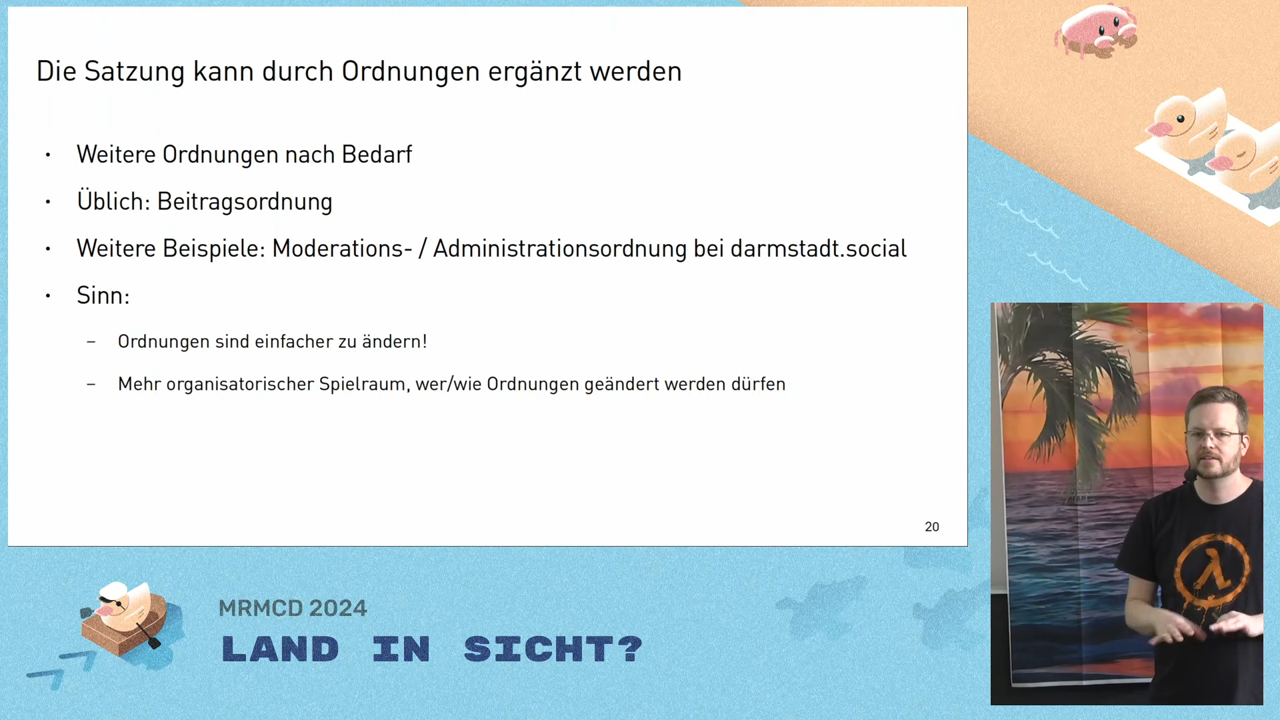 Die Satzung kann durch Ordnungen ergänzt werden
• Weitere Ordnungen nach Bedarf
• Üblich: Beitragsordnung
• Weitere Beispiele: Moderations- / Administrationsordnung bei darmstadt.social
• Sinn:
– Ordnungen sind einfacher zu ändern!
– Mehr organisatorischer Spielraum, wer/wie Ordnungen geändert werden dürfen
20
λ
MRMCD 2024
LAND IN SICHT?